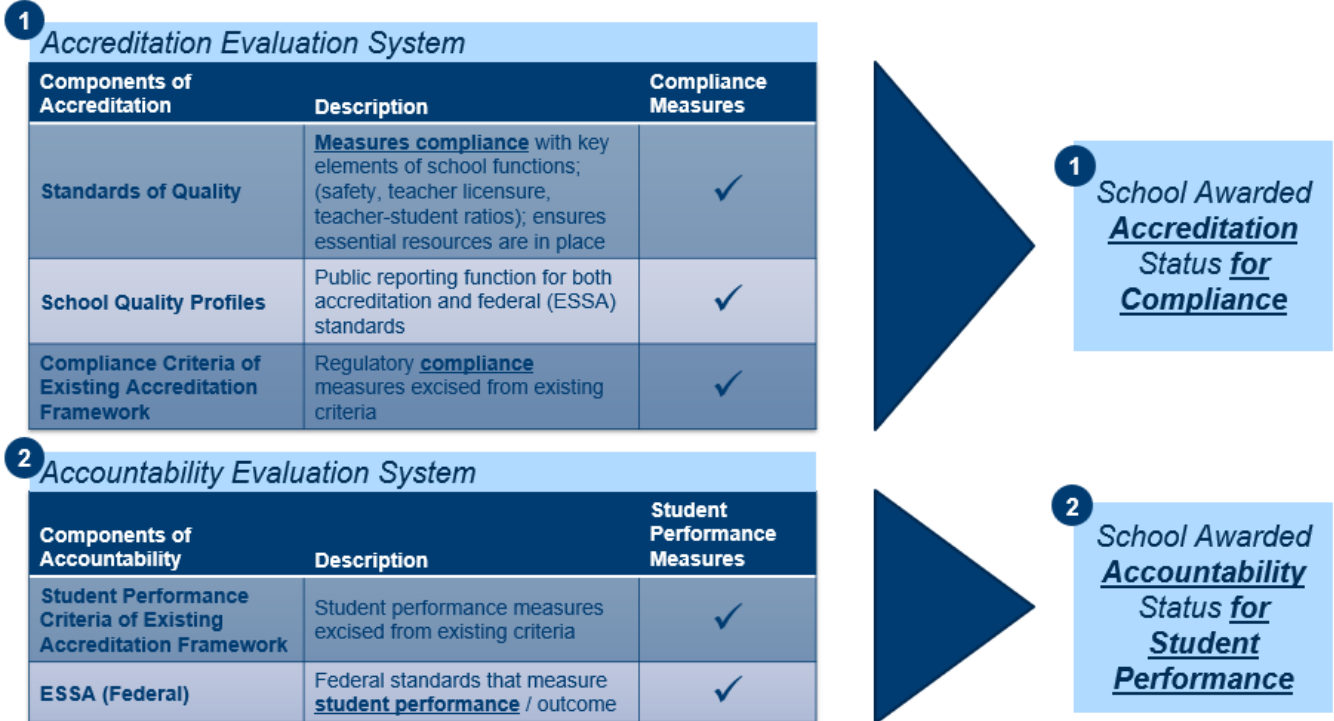 1
Accreditation Evaluation System
Components of
Accreditation
Description
Compliance
Measures
Standards of Quality
Measures compliance with key
elements of school functions;
(safety, teacher licensure,
teacher-student ratios); ensures
essential resources are in place
✓
School Quality Profiles
Public reporting function for both
accreditation and federal (ESSA)
standards
✓
Compliance Criteria of
Existing Accreditation
Framework
Regulatory compliance
measures excised from existing
criteria
✓
1
School Awarded
Accreditation
Status for
Compliance
2
Accountability Evaluation System
Components of
Accountability
Description
Student
Performance
Measures
Student Performance
Criteria of Existing
Accreditation Framework
Student performance measures
excised from existing criteria
✓
ESSA (Federal)
Federal standards that measure
student performance / outcome
✓
2
School Awarded
Accountability
Status for
Student
Performance